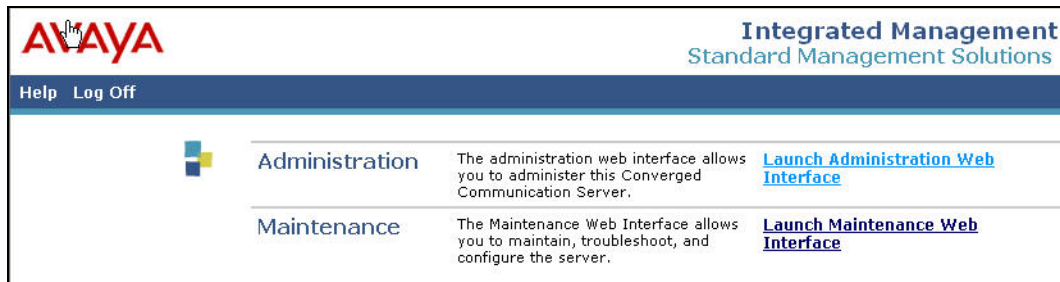 AVAYA
Integrated Management
Standard Management Solutions
Help Log Off
Administration
The administration web interface allows
you to administer this Converged
Communication Server.
Launch Administration Web
Interface
Maintenance
The Maintenance Web Interface allows
you to maintain, troubleshoot, and
configure the server.
Launch Maintenance Web
Interface